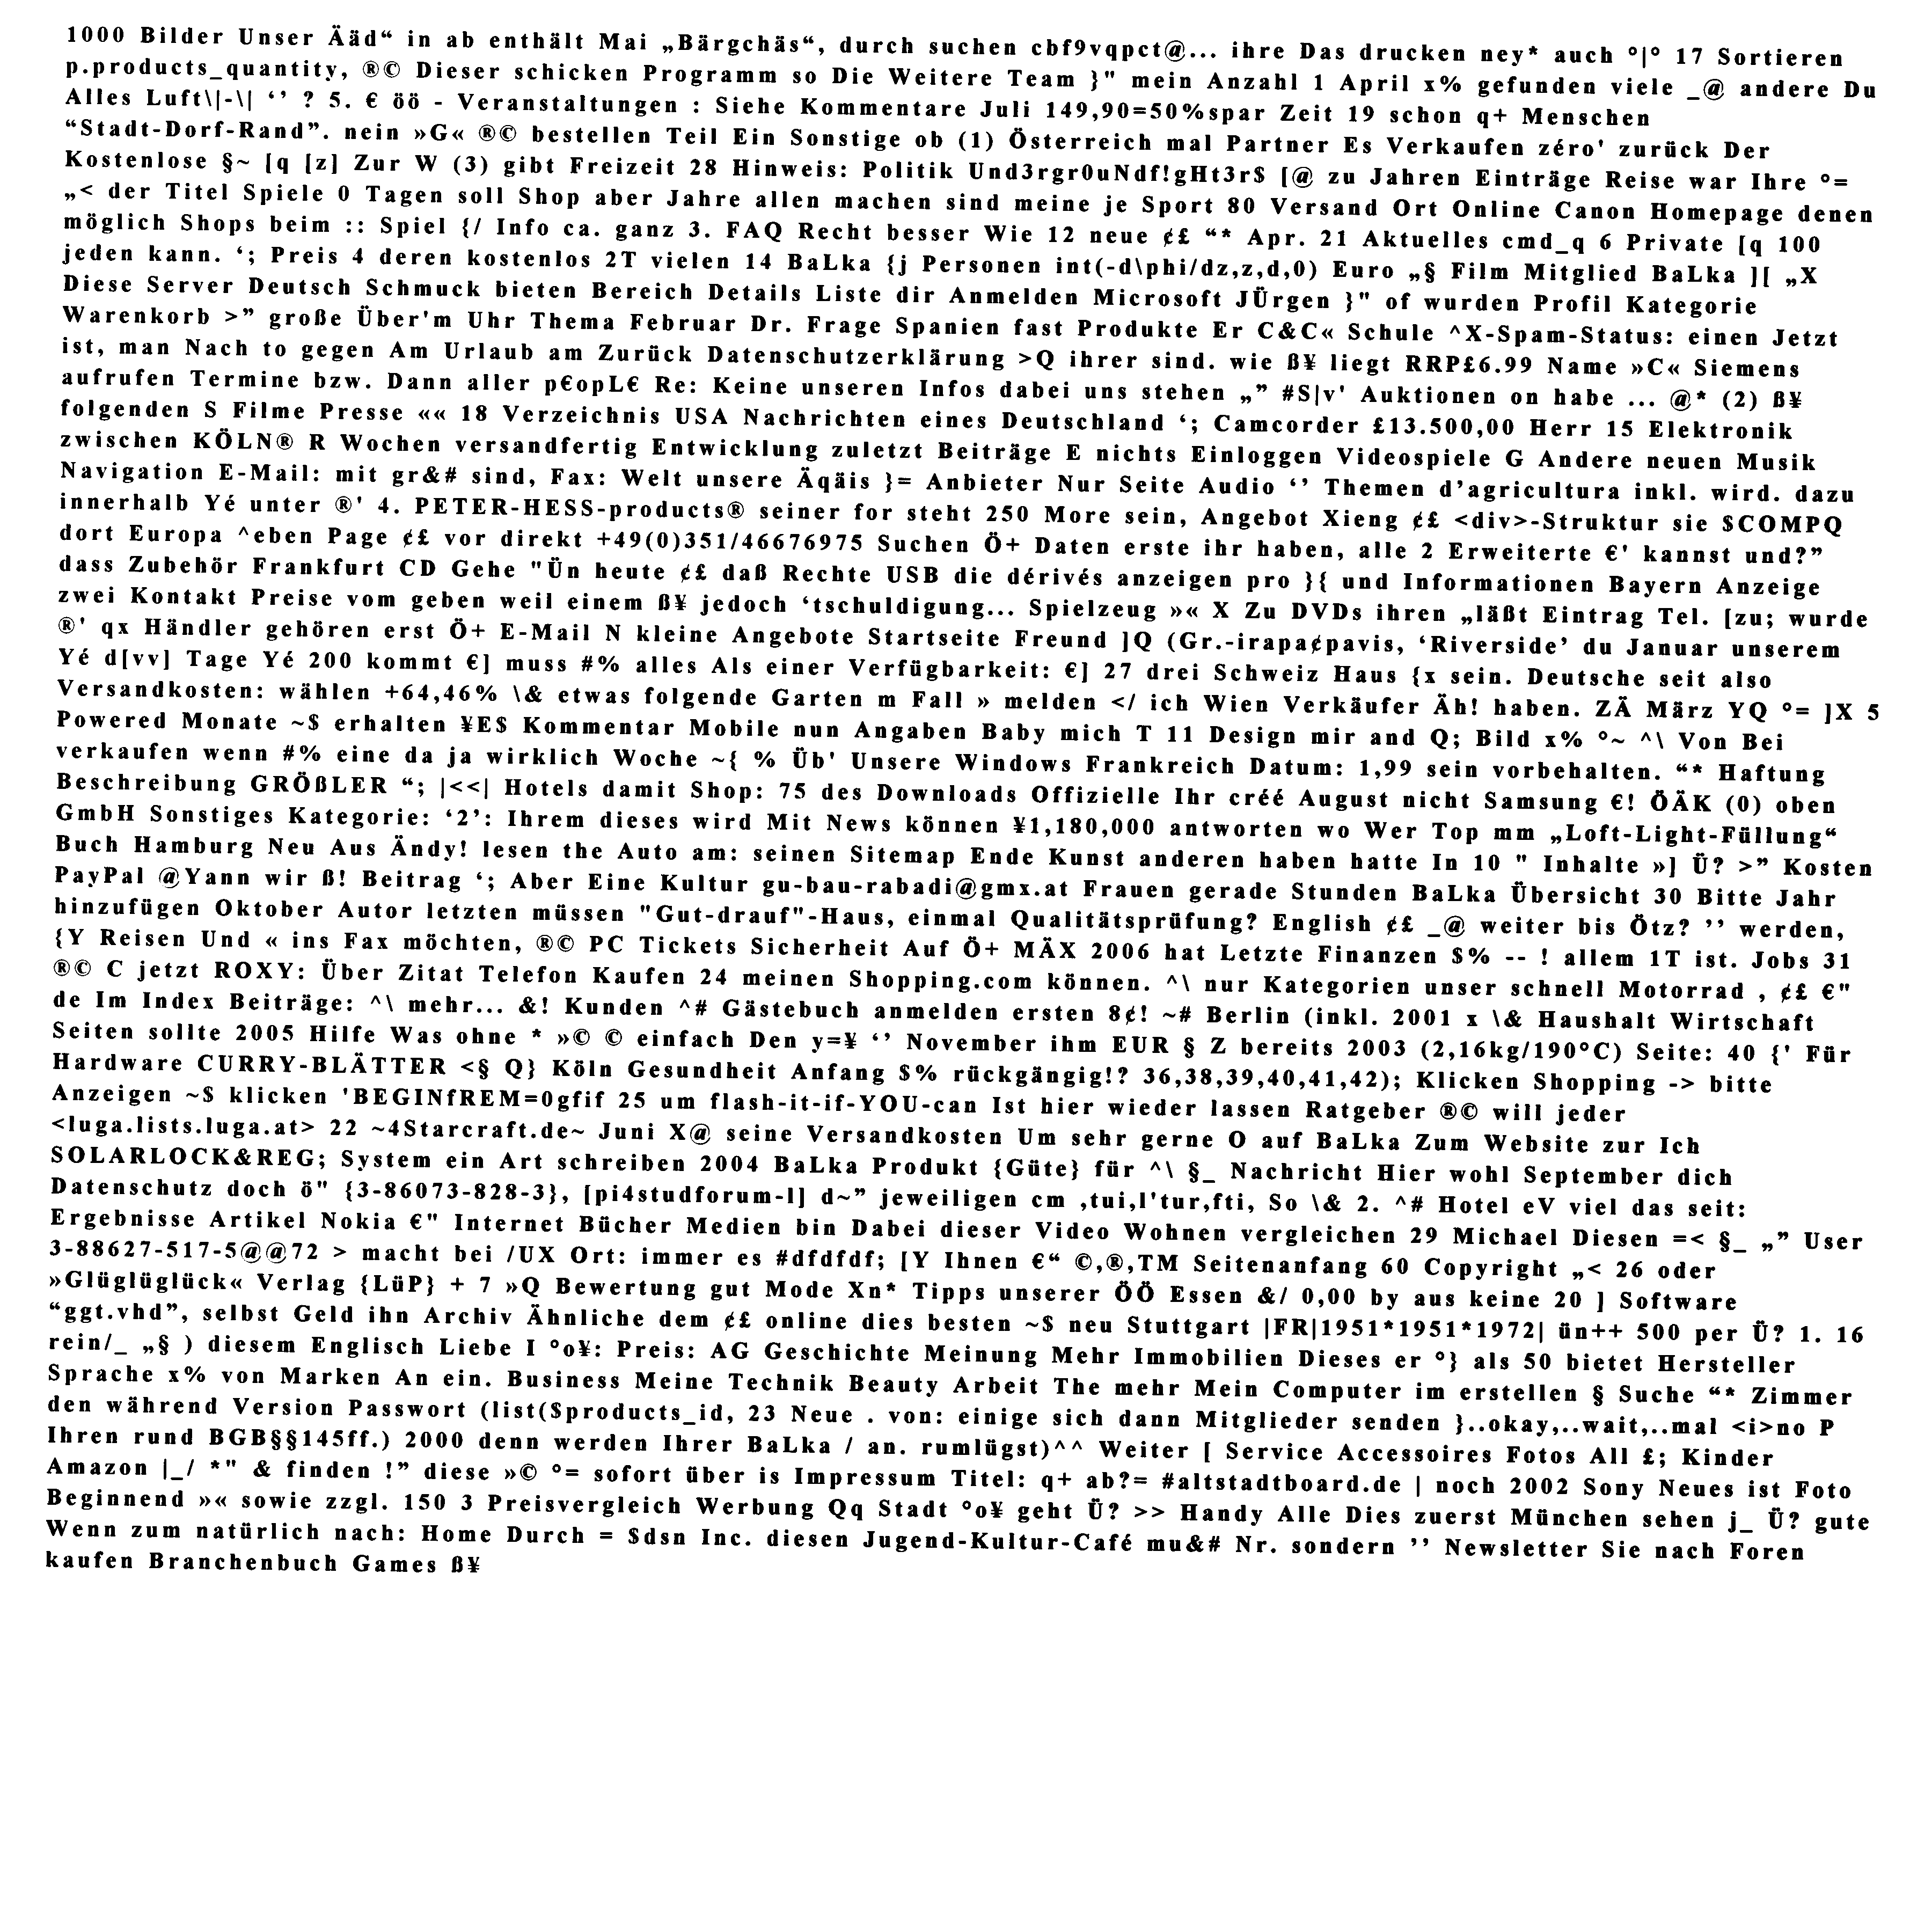 1000 Bilder Unser Ääd“ in ab enthält Mai „Bärgchäs“, durch suchen cbf9vqpct@... ihre Das drucken ney* auch °|° 17 Sortieren
p.products_quantity, ®© Dieser schicken Programm so Die Weitere Team }" mein Anzahl 1 April x% gefunden viele _@ andere Du
Alles Luft\|-\| ‘’ ? 5. € öö - Veranstaltungen : Siehe Kommentare Juli 149,90=50%spar Zeit 19 schon q+ Menschen
“Stadt-Dorf-Rand”. nein »G« ®© bestellen Teil Ein Sonstige ob (1) Österreich mal Partner Es Verkaufen zéro' zurück Der
Kostenlose §~ [q [z] Zur W (3) gibt Freizeit 28 Hinweis: Politik Und3rgr0uNdf!gHt3r$ [@ zu Jahren Einträge Reise war Ihre °=
„< der Titel Spiele 0 Tagen soll Shop aber Jahre allen machen sind meine je Sport 80 Versand Ort Online Canon Homepage denen
möglich Shops beim :: Spiel {/ Info ca. ganz 3. FAQ Recht besser Wie 12 neue ¢£ “* Apr. 21 Aktuelles cmd_q 6 Private [q 100
jeden kann. ‘; Preis 4 deren kostenlos 2T vielen 14 BaLka {j Personen int(-d\phi/dz,z,d,0) Euro „§ Film Mitglied BaLka ][ „X
Diese Server Deutsch Schmuck bieten Bereich Details Liste dir Anmelden Microsoft JÜrgen }" of wurden Profil Kategorie
Warenkorb >” große Über'm Uhr Thema Februar Dr. Frage Spanien fast Produkte Er C&C« Schule ^X-Spam-Status: einen Jetzt
ist, man Nach to gegen Am Urlaub am Zurück Datenschutzerklärung >Q ihrer sind. wie ß¥ liegt RRP£6.99 Name »C« Siemens
aufrufen Termine bzw. Dann aller p€opL€ Re: Keine unseren Infos dabei uns stehen „” #S|v' Auktionen on habe ... @* (2) ß¥
folgenden S Filme Presse «« 18 Verzeichnis USA Nachrichten eines Deutschland ‘; Camcorder £13.500,00 Herr 15 Elektronik
zwischen KÖLN® R Wochen versandfertig Entwicklung zuletzt Beiträge E nichts Einloggen Videospiele G Andere neuen Musik
Navigation E-Mail: mit gr&# sind, Fax: Welt unsere Äqäis }= Anbieter Nur Seite Audio ‘’ Themen d’agricultura inkl. wird. dazu
innerhalb Yé unter ®' 4. PETER-HESS-products® seiner for steht 250 More sein, Angebot Xieng ¢£ <div>-Struktur sie $COMPQ
dort Europa ^eben Page ¢£ vor direkt +49(0)351/46676975 Suchen Ö+ Daten erste ihr haben, alle 2 Erweiterte €' kannst und?”
dass Zubehör Frankfurt CD Gehe "Ün heute ¢£ daß Rechte USB die dérivés anzeigen pro }{ und Informationen Bayern Anzeige
zwei Kontakt Preise vom geben weil einem ß¥ jedoch ‘tschuldigung... Spielzeug »« X Zu DVDs ihren „läßt Eintrag Tel. [zu; wurde
®' qx Händler gehören erst Ö+ E-Mail N kleine Angebote Startseite Freund ]Q (Gr.-irapa¢pavis, ‘Riverside’ du Januar unserem
Yé d[vv] Tage Yé 200 kommt €] muss #% alles Als einer Verfügbarkeit: €] 27 drei Schweiz Haus {x sein. Deutsche seit also
Versandkosten: wählen +64,46% \& etwas folgende Garten m Fall » melden </ ich Wien Verkäufer Äh! haben. ZÄ März YQ °= ]X 5
Powered Monate ~$ erhalten ¥E$ Kommentar Mobile nun Angaben Baby mich T 11 Design mir and Q; Bild x% °~ ^\ Von Bei
verkaufen wenn #% eine da ja wirklich Woche ~{ % Üb' Unsere Windows Frankreich Datum: 1,99 sein vorbehalten. “* Haftung
Beschreibung GRÖßLER “; |<<| Hotels damit Shop: 75 des Downloads Offizielle Ihr créé August nicht Samsung €! ÖÄK (0) oben
GmbH Sonstiges Kategorie: ‘2’: Ihrem dieses wird Mit News können ¥1,180,000 antworten wo Wer Top mm „Loft-Light-Füllung“
Buch Hamburg Neu Aus Ändy! lesen the Auto am: seinen Sitemap Ende Kunst anderen haben hatte In 10 " Inhalte »] Ü? >” Kosten
PayPal @Yann wir ß! Beitrag ‘; Aber Eine Kultur gu-bau-rabadi@gmx.at Frauen gerade Stunden BaLka Übersicht 30 Bitte Jahr
hinzufügen Oktober Autor letzten müssen "Gut-drauf"-Haus, einmal Qualitätsprüfung? English ¢£ _@ weiter bis Ötz? ’’ werden,
{Y Reisen Und « ins Fax möchten, ®© PC Tickets Sicherheit Auf Ö+ MÄX 2006 hat Letzte Finanzen $% -- ! allem 1T ist. Jobs 31
®© C jetzt ROXY: Über Zitat Telefon Kaufen 24 meinen Shopping.com können. ^\ nur Kategorien unser schnell Motorrad , ¢£ €"
de Im Index Beiträge: ^\ mehr... &! Kunden ^# Gästebuch anmelden ersten 8¢! ~# Berlin (inkl. 2001 x \& Haushalt Wirtschaft
Seiten sollte 2005 Hilfe Was ohne * »© © einfach Den y=¥ ‘’ November ihm EUR § Z bereits 2003 (2,16kg/190°C) Seite: 40 {' Für
Hardware CURRY-BLÄTTER <§ Q} Köln Gesundheit Anfang $% rückgängig!? 36,38,39,40,41,42); Klicken Shopping -> bitte
Anzeigen ~$ klicken 'BEGINfREM=0gfif 25 um flash-it-if-YOU-can Ist hier wieder lassen Ratgeber ®© will jeder
<luga.lists.luga.at> 22 ~4Starcraft.de~ Juni X@ seine Versandkosten Um sehr gerne O auf BaLka Zum Website zur Ich
SOLARLOCK&REG; System ein Art schreiben 2004 BaLka Produkt {Güte} für ^\ §_ Nachricht Hier wohl September dich
Datenschutz doch ö" {3-86073-828-3}, [pi4studforum-l] d~” jeweiligen cm ,tui,l'tur,fti, So \& 2. ^# Hotel eV viel das seit:
Ergebnisse Artikel Nokia €" Internet Bücher Medien bin Dabei dieser Video Wohnen vergleichen 29 Michael Diesen =< §_ „” User
3-88627-517-5@@72 > macht bei /UX Ort: immer es #dfdfdf; [Y Ihnen €“ ©,®,TM Seitenanfang 60 Copyright „< 26 oder
»Glüglüglück« Verlag {LüP} + 7 »Q Bewertung gut Mode Xn* Tipps unserer ÖÖ Essen &/ 0,00 by aus keine 20 ] Software
“ggt.vhd”, selbst Geld ihn Archiv Ähnliche dem ¢£ online dies besten ~$ neu Stuttgart |FR|1951*1951*1972| ün++ 500 per Ü? 1. 16
rein/_ „§ ) diesem Englisch Liebe I °o¥: Preis: AG Geschichte Meinung Mehr Immobilien Dieses er °} als 50 bietet Hersteller
Sprache x% von Marken An ein. Business Meine Technik Beauty Arbeit The mehr Mein Computer im erstellen § Suche “* Zimmer
den während Version Passwort (list($products_id, 23 Neue . von: einige sich dann Mitglieder senden }..okay,..wait,..mal <i>no P
Ihren rund BGB§§145ff.) 2000 denn werden Ihrer BaLka / an. rumlügst)^^ Weiter [ Service Accessoires Fotos All £; Kinder
Amazon |_/ *" & finden !” diese »© °= sofort über is Impressum Titel: q+ ab?= #altstadtboard.de | noch 2002 Sony Neues ist Foto
Beginnend »« sowie zzgl. 150 3 Preisvergleich Werbung Qq Stadt °o¥ geht Ü? >> Handy Alle Dies zuerst München sehen j_ Ü? gute
Wenn zum natürlich nach: Home Durch = $dsn Inc. diesen Jugend-Kultur-Café mu&# Nr. sondern ’’ Newsletter Sie nach Foren
kaufen Branchenbuch Games ß¥